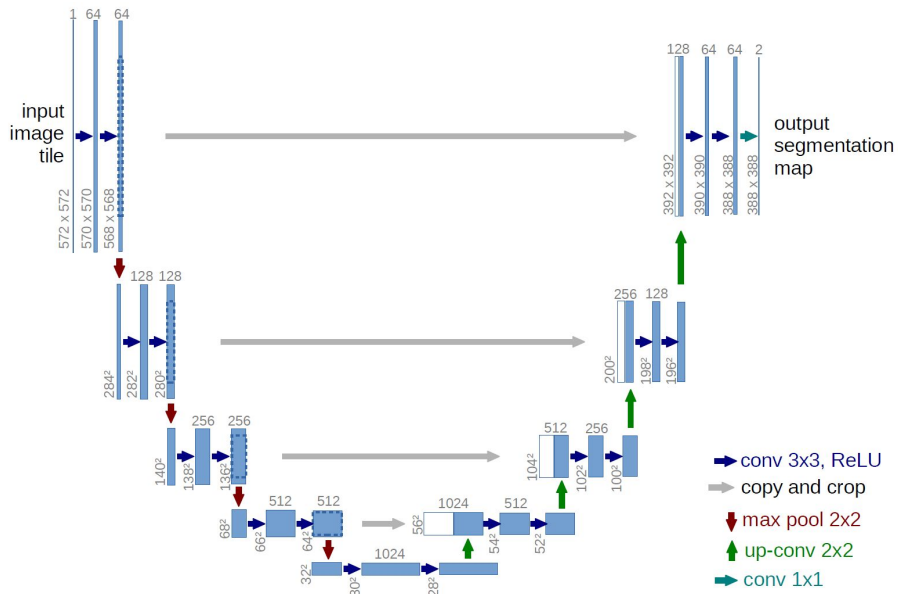 1 64 64
128 64 64 2
input
image
tile
output
segmentation
map
572 x 572
570 x 570
568 x 568
392 x 392
390 x 390
388 x 388
388 x 388
128 128
256 128
284²
282²
280²
200²
198²
196²
256 256
512 256
140²
138²
136²
104²
102²
100²
512 512
1024 512
68²
66²
64²
56²
54²
52²
1024
32²
30²
28²
conv 3x3, ReLU
copy and crop
max pool 2x2
up-conv 2x2
conv 1x1